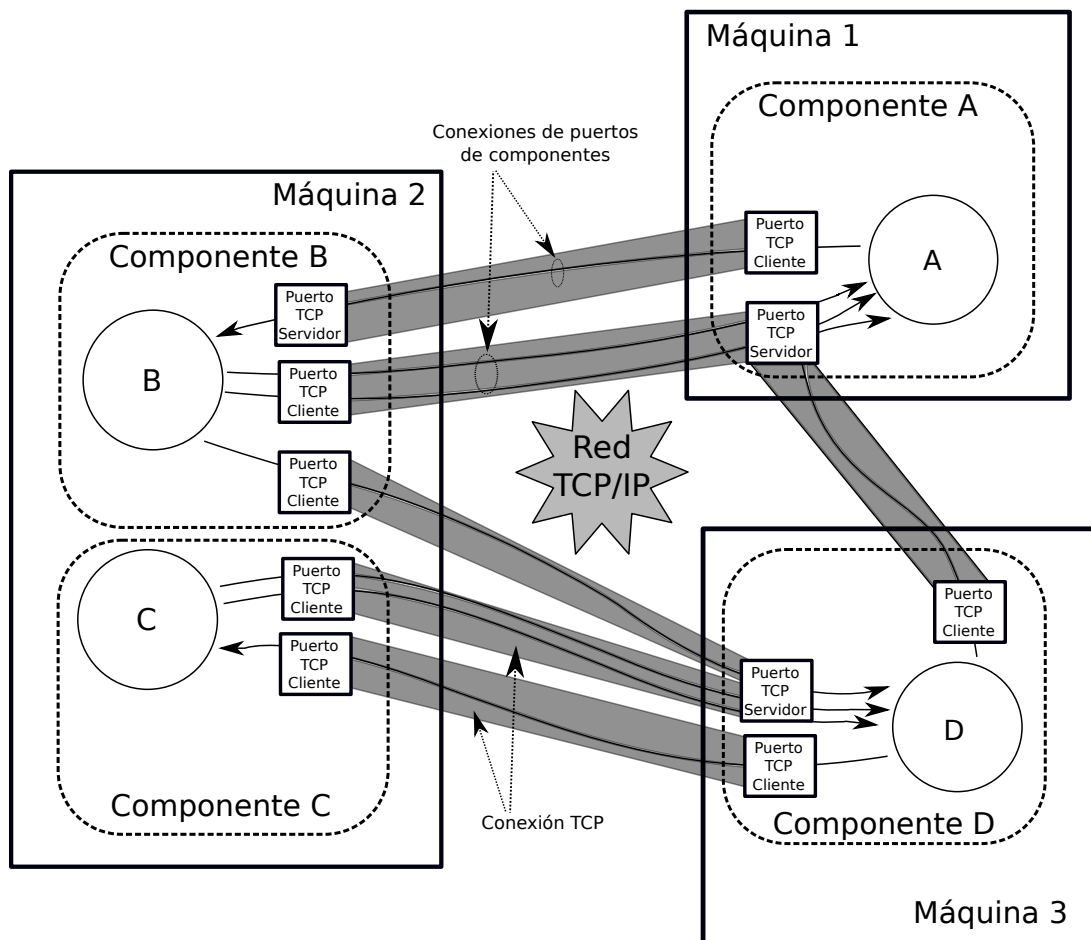 Máquina 1
Componente A
Conexiones de puertos
de componentes
Máquina 2
Puerto
TCP
Cliente
A
Componente B
Puerto
TCP
Servidor
Puerto
TCP
Servidor
B
Puerto
TCP
Cliente
Red
TCP/IP
Puerto
TCP
Cliente
C
Puerto
TCP
Cliente
Puerto
TCP
Cliente
Puerto
TCP
Cliente
Puerto
TCP
Servidor
D
Puerto
TCP
Cliente
Componente C
Conexión TCP
Componente D
Máquina 3